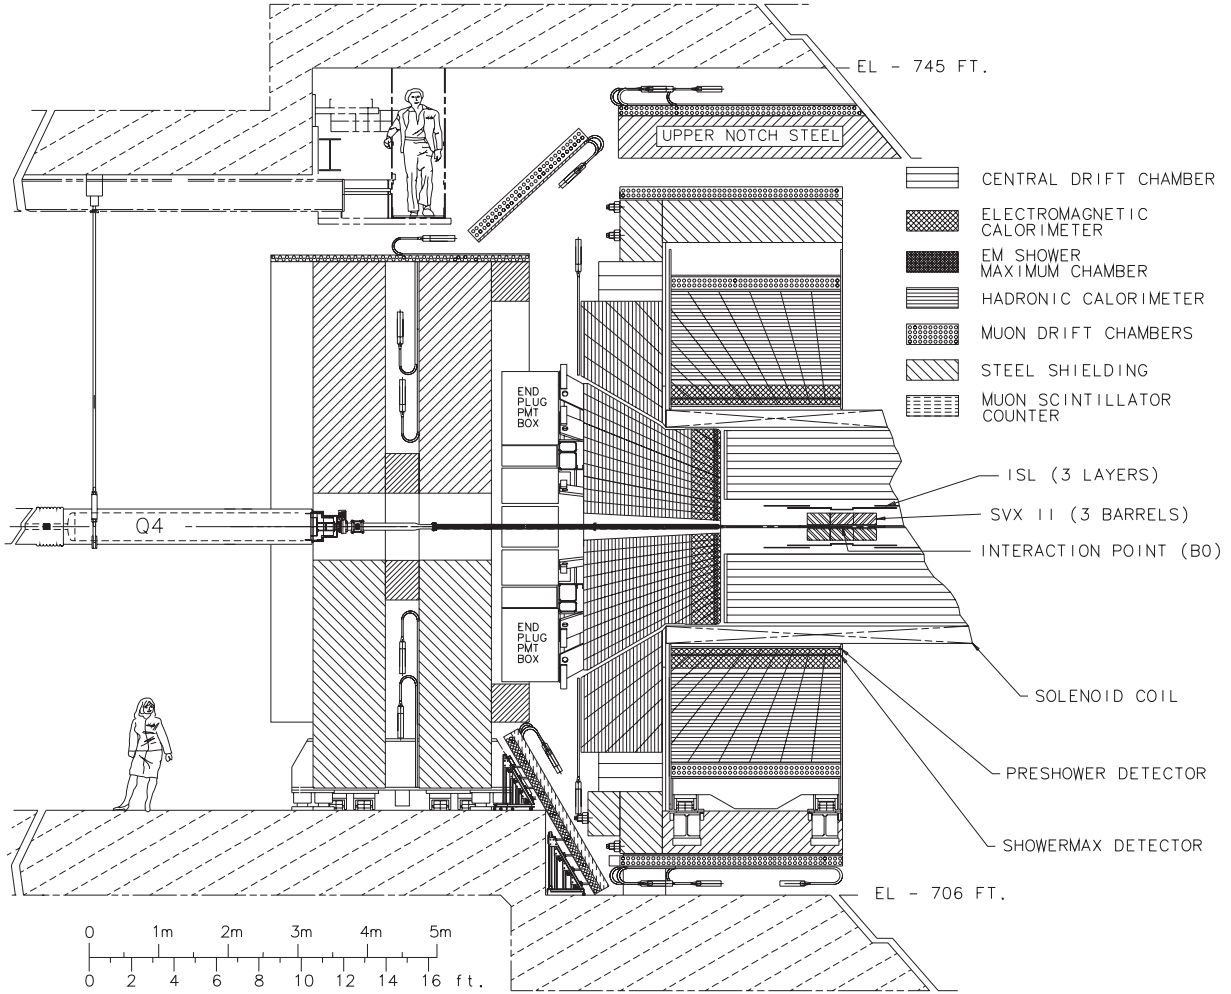 EL - 745 FT.
UPPER NOTCH STEEL
CENTRAL DRIFT CHAMBER
ELECTROMAGNETIC
CALORIMETER
EM SHOWER
MAXIMUM CHAMBER
HADRONIC CALORIMETER
MUON DRIFT CHAMBERS
STEEL SHIELDING
MUON SCINTILLATOR
COUNTER
END
PLUG
PMT
BOX
ISL (3 LAYERS)
SVX II (3 BARRELS)
Q4
INTERACTION POINT (B0)
END
PLUG
PMT
BOX
SOLENOID COIL
PRESHOWER DETECTOR
SHOWERMAX DETECTOR
EL - 706 FT.
0 1m 2m 3m 4m 5m
0 2 4 6 8 10 12 14 16 ft.